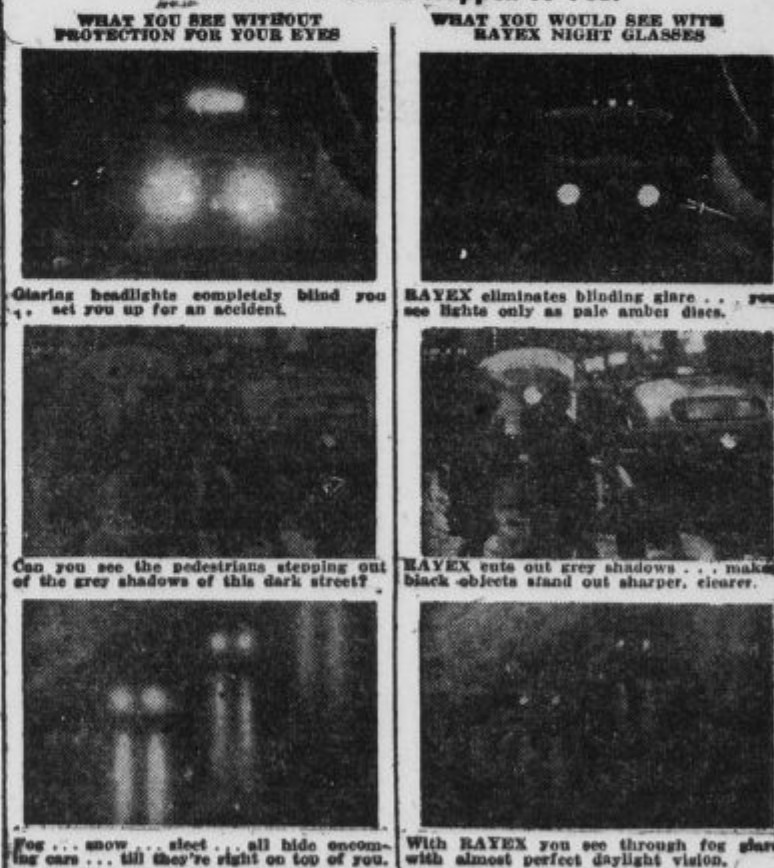 WHAT YOU SEE WITHOUT
PROTECTION FOR YOUR EYES
Glaring headlights completely blind you
. . set you up for an accident.
Can you see the pedestrians stepping out
of the grey shadows of this dark street?
Fog . . . snow . . . sleet . . . all hide oncom-
ing cars . . . till they're right on top of you.
WHAT YOU WOULD SEE WITH
RAYEX NIGHT GLASSES
RAYEX eliminates blinding glare . . you
see lights only as pale amber discs.
RAYEX cuts out grey shadows . . . makes
black objects stand out sharper, clearer.
With RAYEX you see through fog glare
with almost perfect daylight vision.